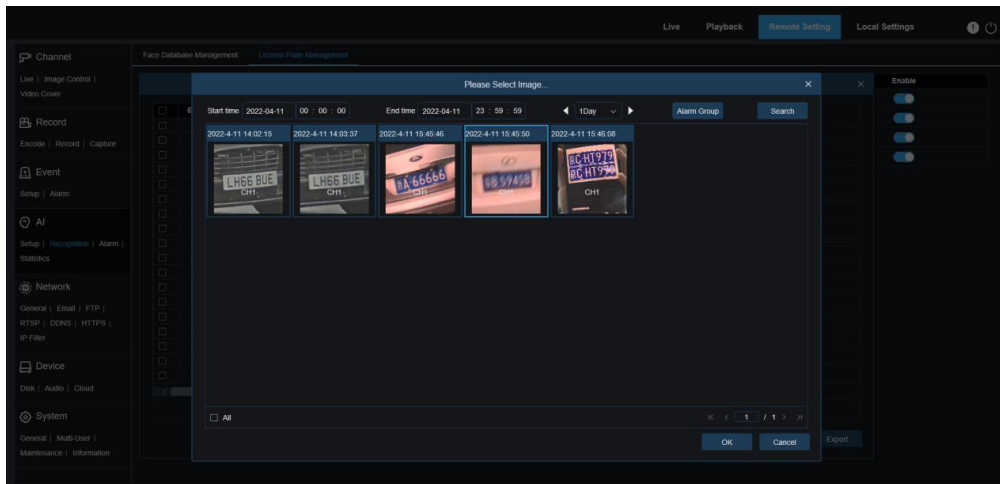 Live Playback Remote Setting Local Settings
Channel
Live | Image Control |
Video Cover
Record
Encode | Record | Capture
Event
Setup | Alarm
AI
Setup | Recognition | Alarm |
Statistics
Network
General | Email | FTP |
RTSP | DDNS | HTTPS |
IP Filter
Device
Disk | Audio | Cloud
System
General | Multi-User |
Maintenance | Information
Face Database Management License Plate Management
Enable
Please Select Image...
Start time 2022-04-11 00 : 00 : 00 End time 2022-04-11 23 : 59 : 59 1Day Alarm Group Search
2022-4-11 14:02:15 2022-4-11 14:03:37 2022-4-11 15:45:46 2022-4-11 15:45:50 2022-4-11 15:46:08
LH66 BUE LH66 BUE A·66666 B 59458 C·HT979
C·HT979
CH1 CH1 CH1 CH1 CH1
All
1 / 1
OK Cancel
Export